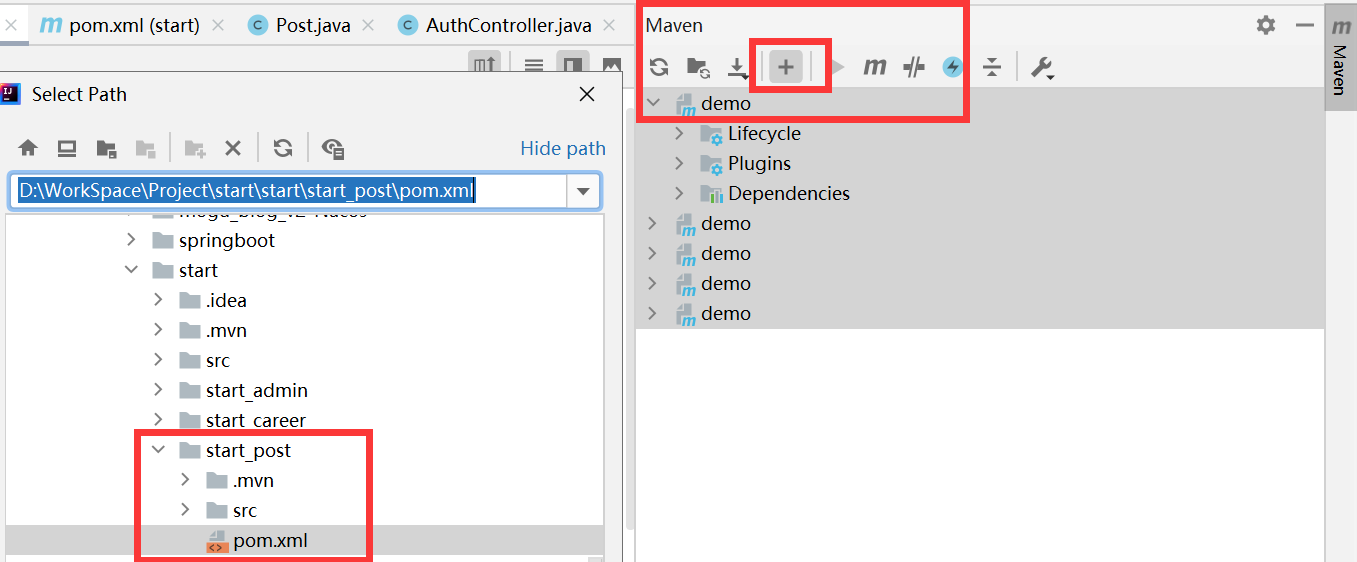 pom.xml (start)
Post.java
AuthController.java
Select Path
Hide path
D:\WorkSpace\Project\start\start\start_post\pom.xml
springboot
start
.idea
.mvn
src
start_admin
start_career
start_post
.mvn
src
pom.xml
Maven
demo
Lifecycle
Plugins
Dependencies
demo
demo
demo
demo
Maven